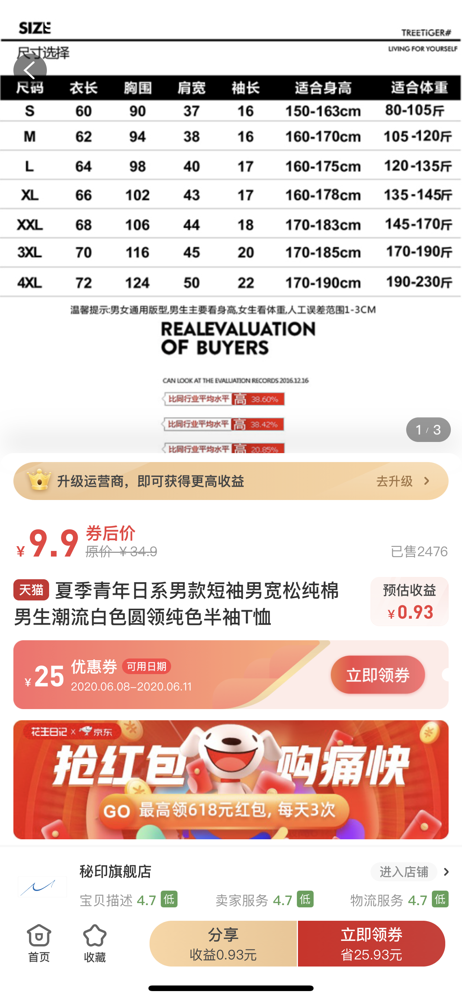 SIZE
TREETiGER#
尺寸选择
LIVING FOR YOURSELF
尺码 衣长 胸围 肩宽 袖长 适合身高 适合体重
S 60 90 37 16 150-163cm 80-105斤
M 62 94 38 16 160-170cm 105-120斤
L 64 98 40 17 160-175cm 120-135斤
XL 66 102 43 17 160-178cm 135-145斤
XXL 68 106 44 18 170-183cm 145-170斤
3XL 70 116 45 20 170-185cm 170-190斤
4XL 72 124 50 22 170-190cm 190-230斤
温馨提示:男女通用版型,男生主要看身高,女生看体重,人工误差范围1-3CM
REALEVALUATION
OF BUYERS
CAN LOOK AT THE EVALUATION RECORDS 2016.12.16
比同行业平均水平 高 38.60%
比同行业平均水平 高 38.42%
1 / 3
比同行业平均水平 高 20.85%
升级运营商，即可获得更高收益 去升级
¥9.9 券后价
原价 ¥34.9
已售2476
天猫 夏季青年日系男款短袖男宽松纯棉
男生潮流白色圆领纯色半袖T恤
预估收益
¥0.93
¥25 优惠券 可用日期
2020.06.08-2020.06.11
立即领券
花生日记 × 京东
抢红包 购痛快
GO 最高领618元红包, 每天3次
秘印旗舰店 进入店铺
宝贝描述 4.7 低 卖家服务 4.7 低 物流服务 4.7 低
首页 收藏
分享
收益0.93元
立即领券
省25.93元